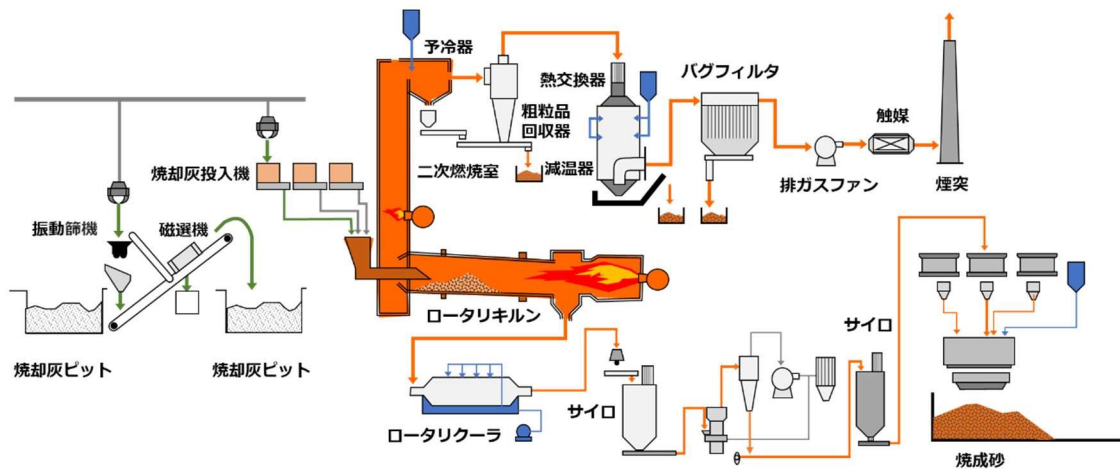 予冷器
熱交換器
バグフィルタ
粗粒品
回収器
触媒
焼却灰投入機
二次燃焼室
減温器
排ガスファン
煙突
振動篩機
磁選機
ロータリキルン
サイロ
焼却灰ピット
焼却灰ピット
サイロ
ロータリクーラ
焼成砂